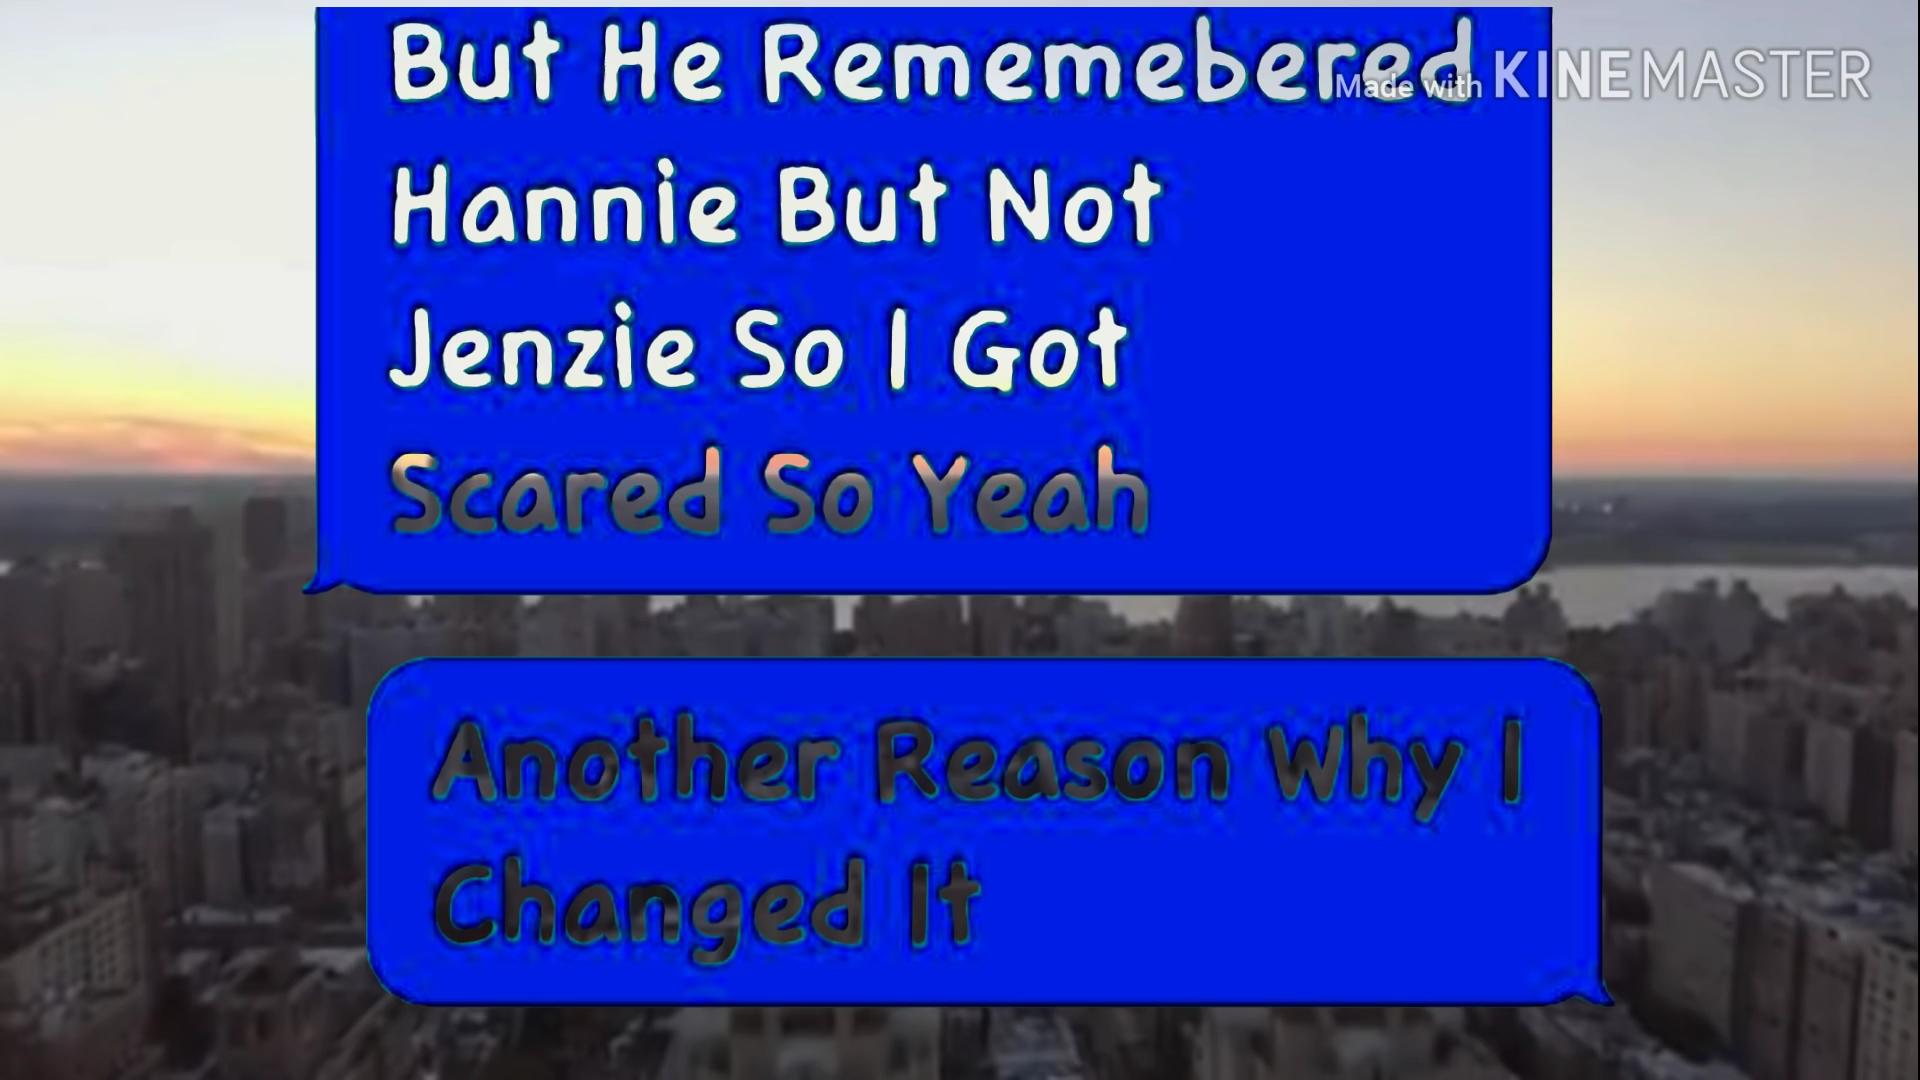 But He Rememebered
Made with KINEMASTER
Hannie But Not
Jenzie So I Got
Scared So Yeah
Another Reason Why I
Changed It